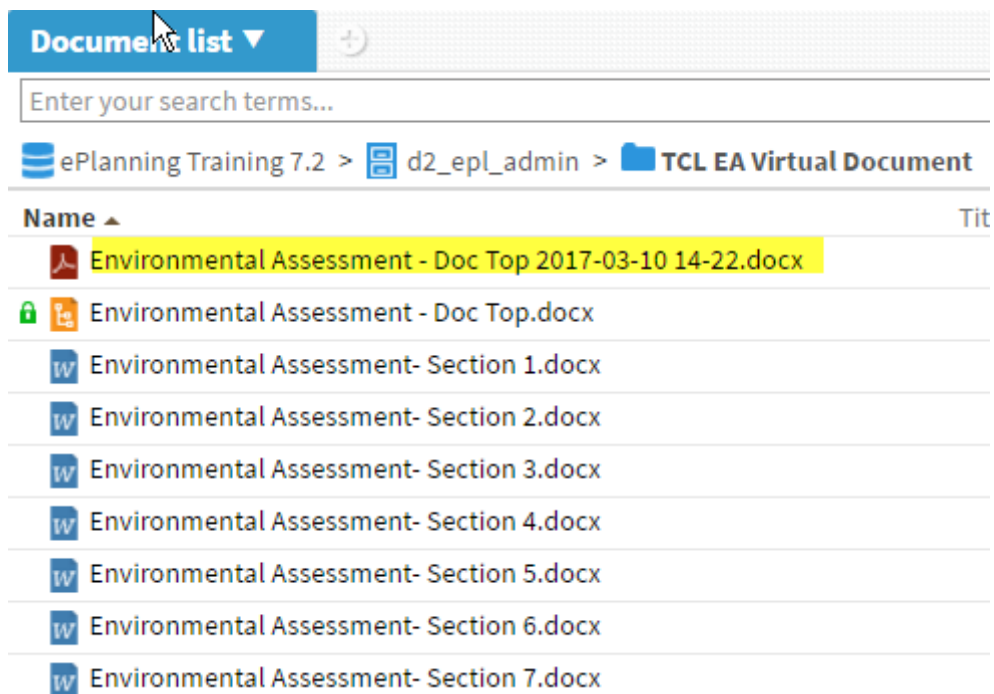 Document list ▼
Enter your search terms...
ePlanning Training 7.2 > d2_epl_admin > TCL EA Virtual Document
Name Tit
Environmental Assessment - Doc Top 2017-03-10 14-22.docx
Environmental Assessment - Doc Top.docx
Environmental Assessment- Section 1.docx
Environmental Assessment- Section 2.docx
Environmental Assessment- Section 3.docx
Environmental Assessment- Section 4.docx
Environmental Assessment- Section 5.docx
Environmental Assessment- Section 6.docx
Environmental Assessment- Section 7.docx